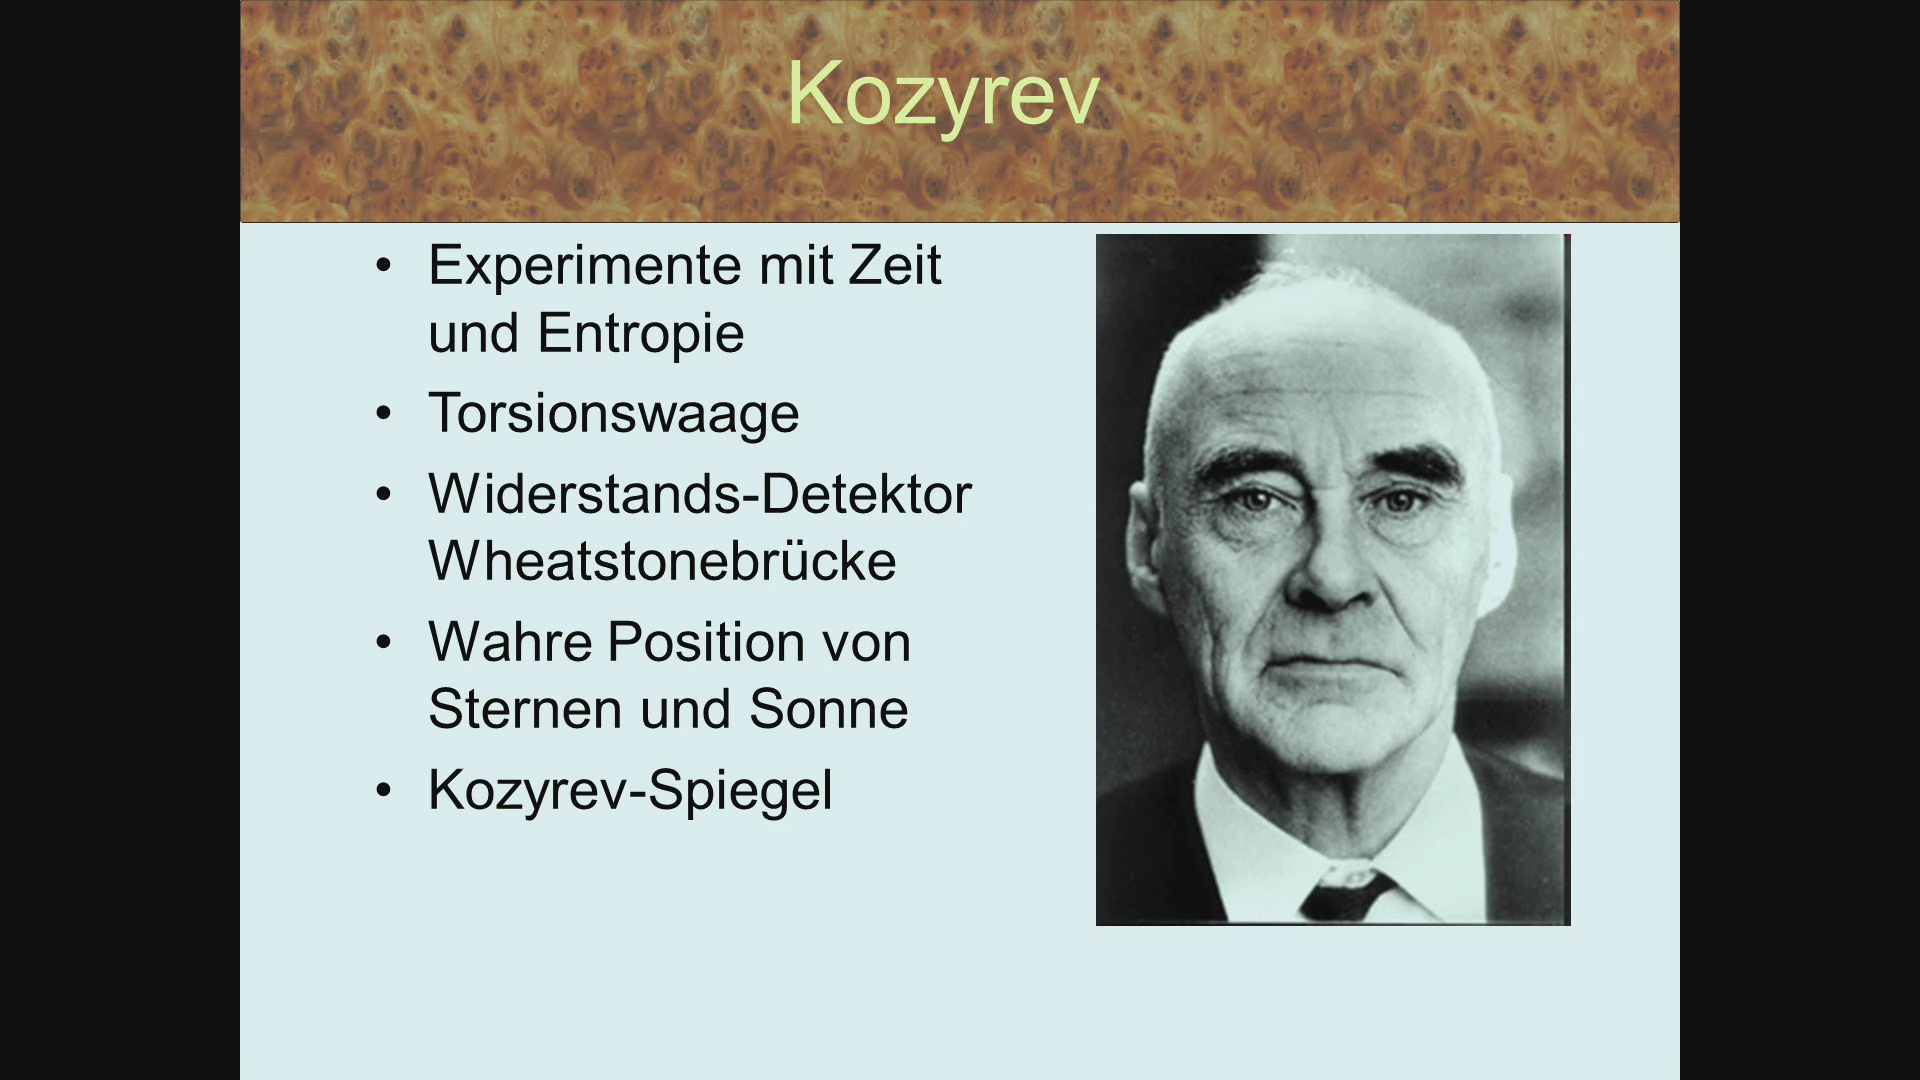 Kozyrev
• Experimente mit Zeit
und Entropie
• Torsionswaage
• Widerstands-Detektor
Wheatstonebrücke
• Wahre Position von
Sternen und Sonne
• Kozyrev-Spiegel